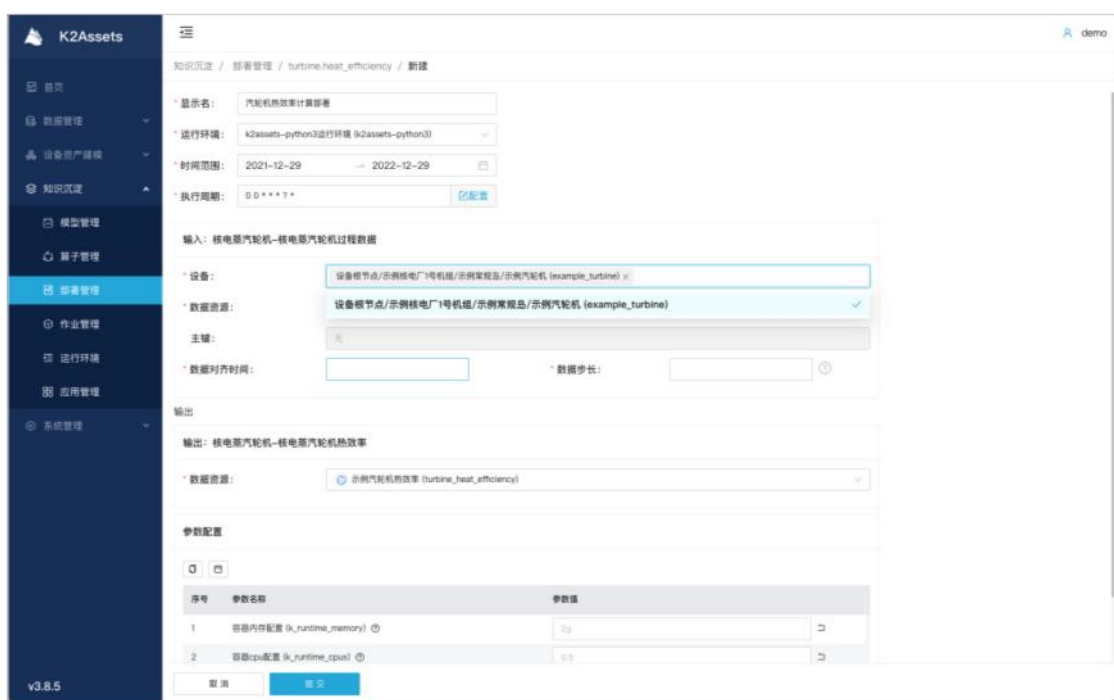 K2Assets
demo
知识沉淀 / 部署管理 / turbine.heat_efficiency / 新建
首页
数据管理
设备资产建模
知识沉淀
模型管理
算子管理
部署管理
作业管理
运行环境
应用管理
系统管理
v3.8.5
* 显示名: 汽轮机热效率计算部署
* 运行环境: k2assets-python3运行环境 (k2assets-python3)
* 时间范围: 2021-12-29 → 2022-12-29
* 执行周期: 0 0 * * * ? * 配置
输入: 核电蒸汽轮机-核电蒸汽轮机过程数据
* 设备: 设备根节点/示例核电厂1号机组/示例常规岛/示例汽轮机 (example_turbine) ×
设备根节点/示例核电厂1号机组/示例常规岛/示例汽轮机 (example_turbine)
* 数据资源:
主键: 无
* 数据对齐时间: * 数据步长:
输出
输出: 核电蒸汽轮机-核电蒸汽轮机热效率
* 数据资源: 示例汽轮机热效率 (turbine_heat_efficiency)
参数配置
序号 参数名称 参数值
1 容器内存配置 (k_runtime_memory) 2g
2 容器cpu配置 (k_runtime_cpus) 0.5
取消 提交